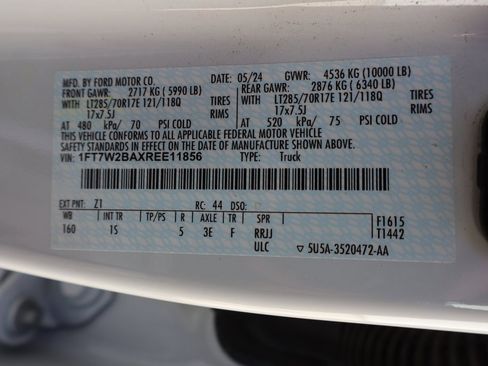 MFD. BY FORD MOTOR CO. 05/24 GVWR: 4536 KG (10000 LB)
FRONT GAWR: 2717 KG (5990 LB) REAR GAWR: 2876 KG (6340 LB)
WITH LT285/70R17E 121/118Q TIRES WITH LT285/70R17E 121/118Q TIRES
17x7.5J RIMS 17x7.5J RIMS
AT 480 kPa/ 70 PSI COLD AT 520 kPa/ 75 PSI COLD
THIS VEHICLE CONFORMS TO ALL APPLICABLE FEDERAL MOTOR VEHICLE
SAFETY STANDARDS IN EFFECT ON THE DATE OF MANUFACTURE SHOWN ABOVE.
VIN: 1FT7W2BAXREE11856 TYPE: Truck
EXT PNT: Z1 RC: 44 DSO:
WB INT TR TP/PS R AXLE TR SPR F1615
160 1S 5 3E F RRJJ T1442
ULC ▽ 5U5A-3520472-AA